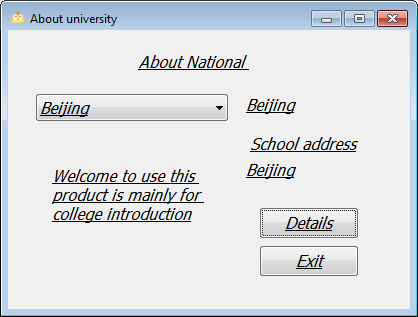 About university
About National
Beijing
Beijing
School address
Beijing
Welcome to use this
product is mainly for
college introduction
Details
Exit